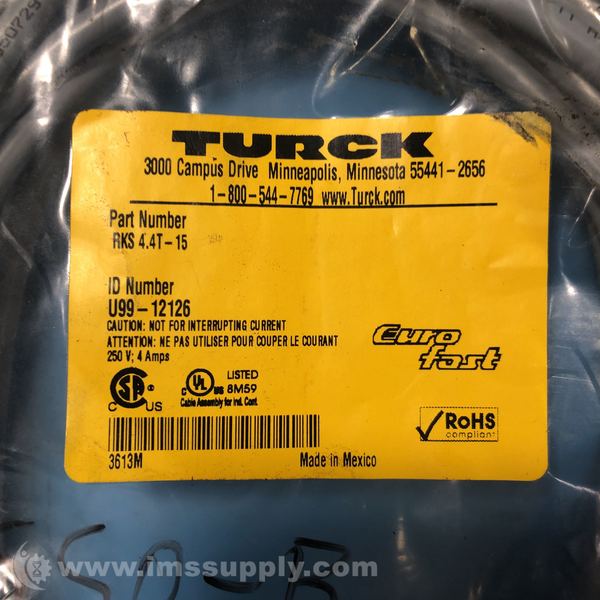 TURCK
3000 Campus Drive Minneapolis, Minnesota 55441-2656
1-800-544-7769 www.Turck.com
Part Number
RKS 4.4T-15
ID Number
U99-12126
CAUTION: NOT FOR INTERRUPTING CURRENT
ATTENTION: NE PAS UTILISER POUR COUPER LE COURANT
250 V; 4 Amps
Euro
fast
C US
C UL US LISTED
8M59
Cable Assembly for Ind. Cont.
RoHS
compliant
3613M
Made in Mexico
www.imssupply.com